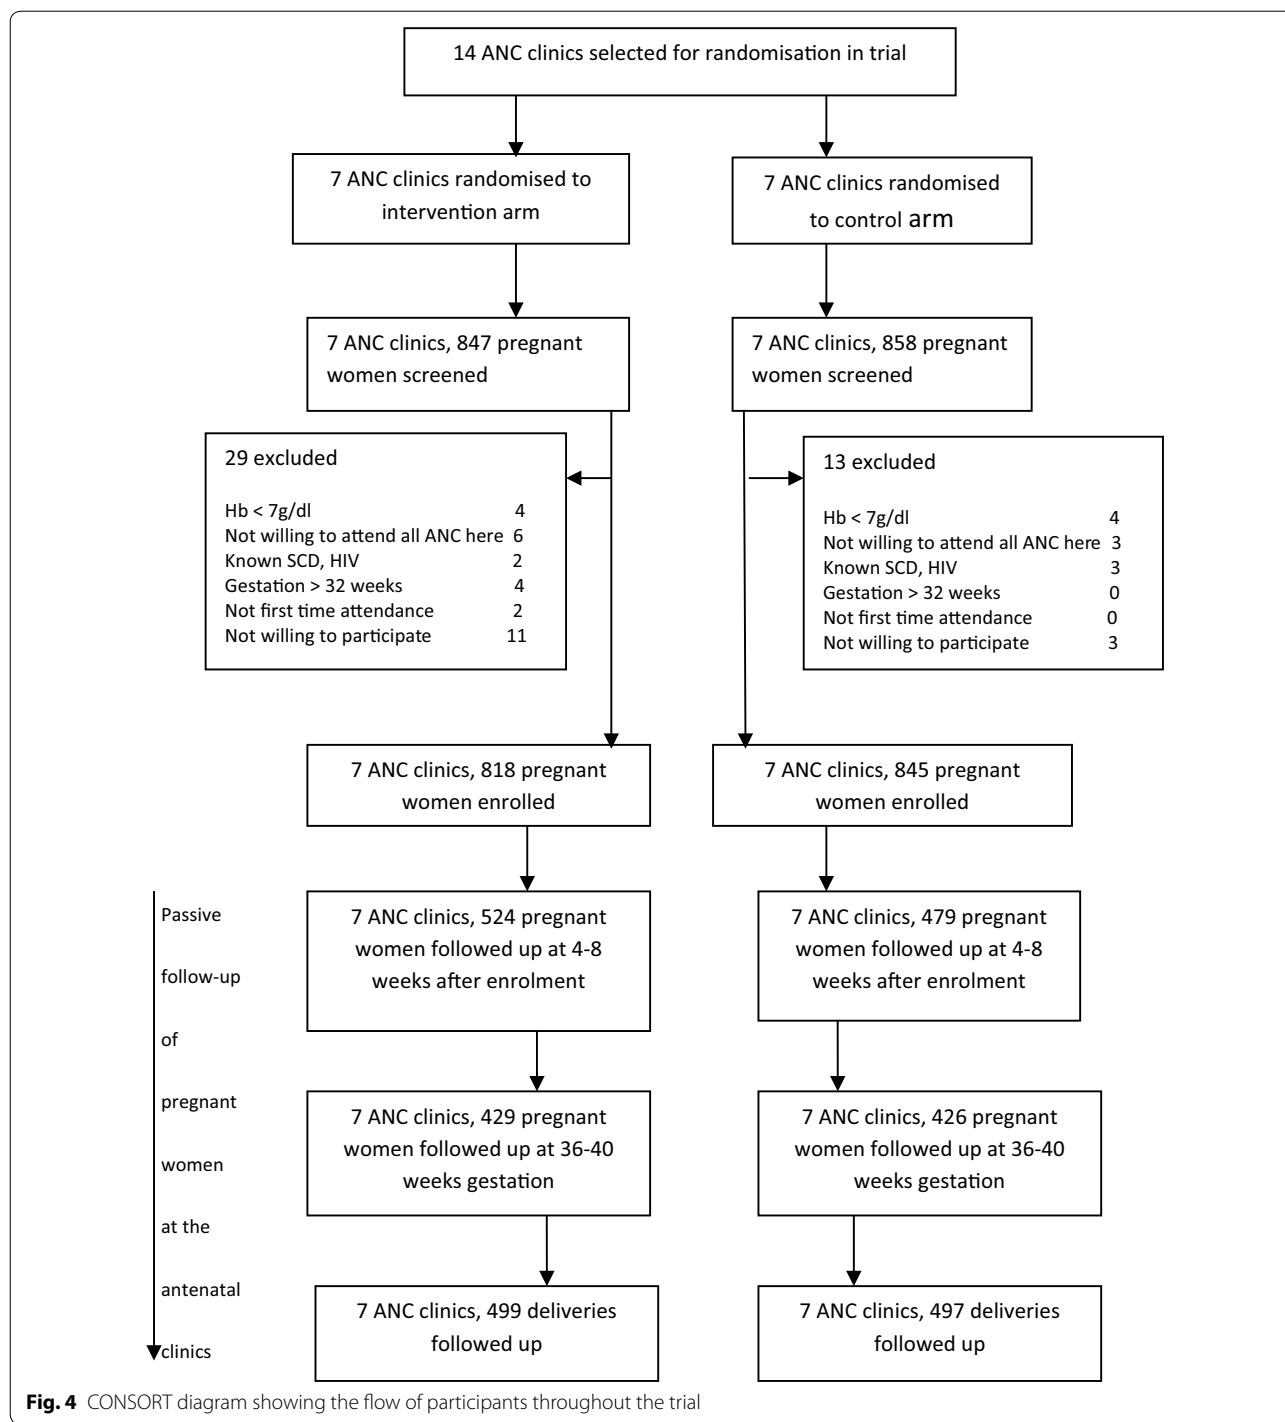 14 ANC clinics selected for randomisation in trial
7 ANC clinics randomised to
intervention arm
7 ANC clinics randomised
to control arm
7 ANC clinics, 847 pregnant
women screened
7 ANC clinics, 858 pregnant
women screened
29 excluded
Hb < 7g/dl 4
Not willing to attend all ANC here 6
Known SCD, HIV 2
Gestation > 32 weeks 4
Not first time attendance 2
Not willing to participate 11
13 excluded
Hb < 7g/dl 4
Not willing to attend all ANC here 3
Known SCD, HIV 3
Gestation > 32 weeks 0
Not first time attendance 0
Not willing to participate 3
7 ANC clinics, 818 pregnant
women enrolled
7 ANC clinics, 845 pregnant
women enrolled
Passive
follow-up
of
pregnant
women
at the
antenatal
clinics
7 ANC clinics, 524 pregnant
women followed up at 4-8
weeks after enrolment
7 ANC clinics, 479 pregnant
women followed up at 4-8
weeks after enrolment
7 ANC clinics, 429 pregnant
women followed up at 36-40
weeks gestation
7 ANC clinics, 426 pregnant
women followed up at 36-40
weeks gestation
7 ANC clinics, 499 deliveries
followed up
7 ANC clinics, 497 deliveries
followed up
Fig. 4 CONSORT diagram showing the flow of participants throughout the trial